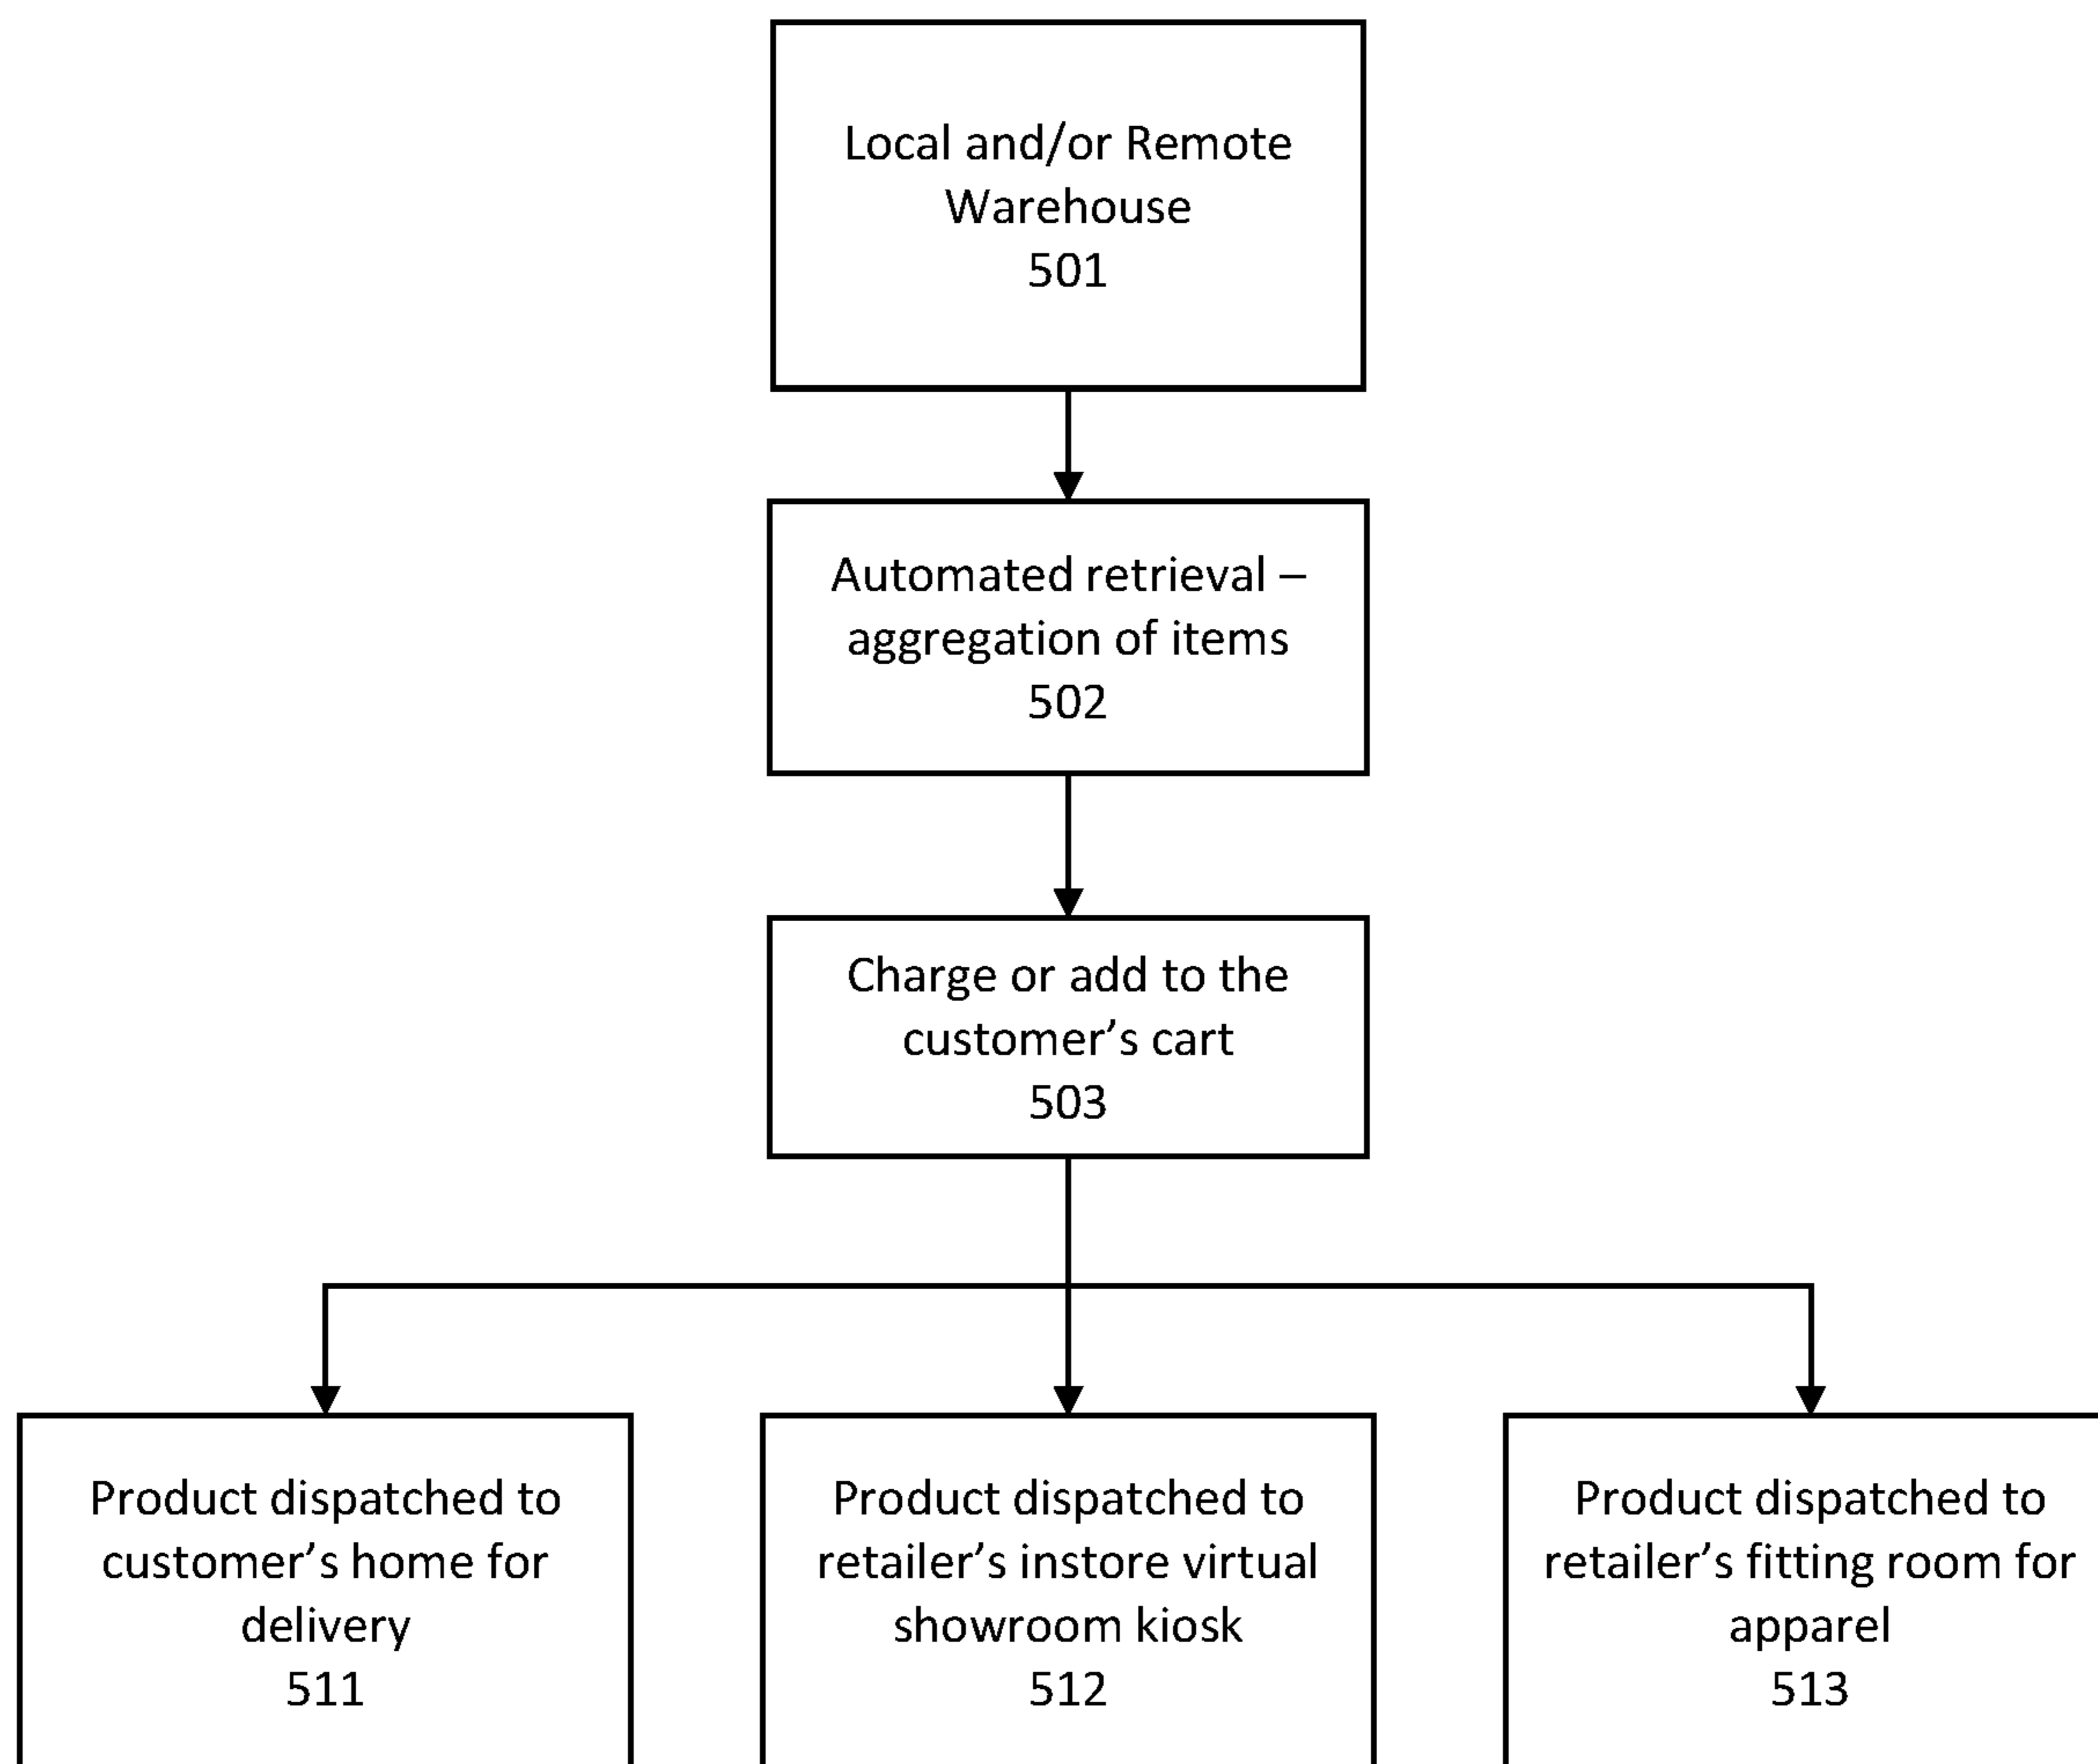 Local and/or Remote
Warehouse
501
Automated retrieval –
aggregation of items
502
Charge or add to the
customer’s cart
503
Product dispatched to
customer’s home for
delivery
511
Product dispatched to
retailer’s instore virtual
showroom kiosk
512
Product dispatched to
retailer’s fitting room for
apparel
513